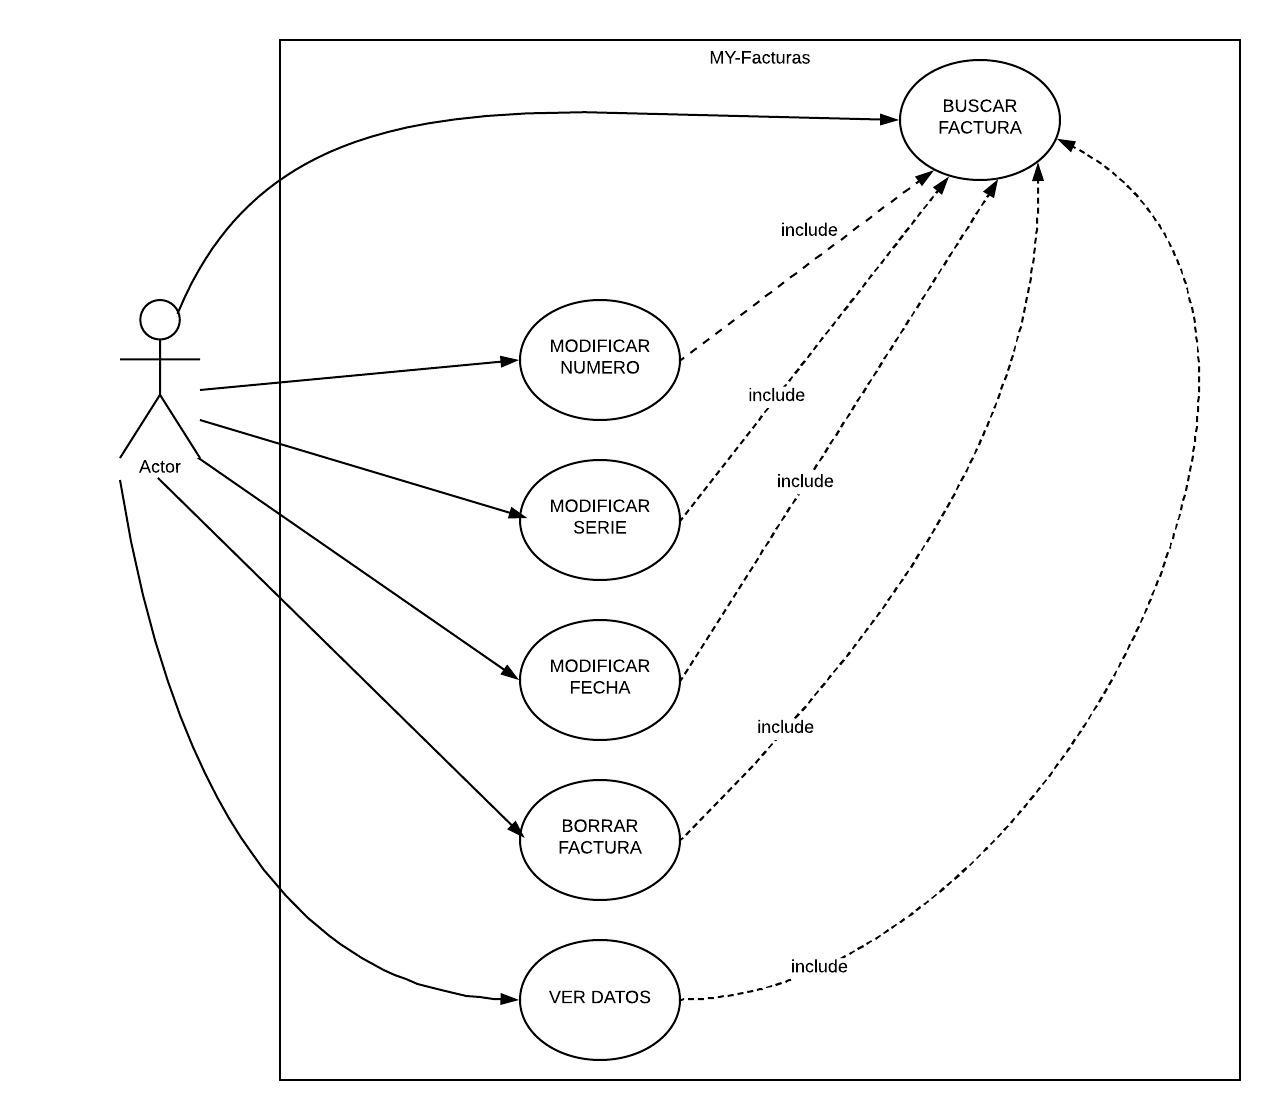 MY-Facturas
BUSCAR
FACTURA
include
MODIFICAR
NUMERO
include
Actor
include
MODIFICAR
SERIE
MODIFICAR
FECHA
include
BORRAR
FACTURA
include
VER DATOS